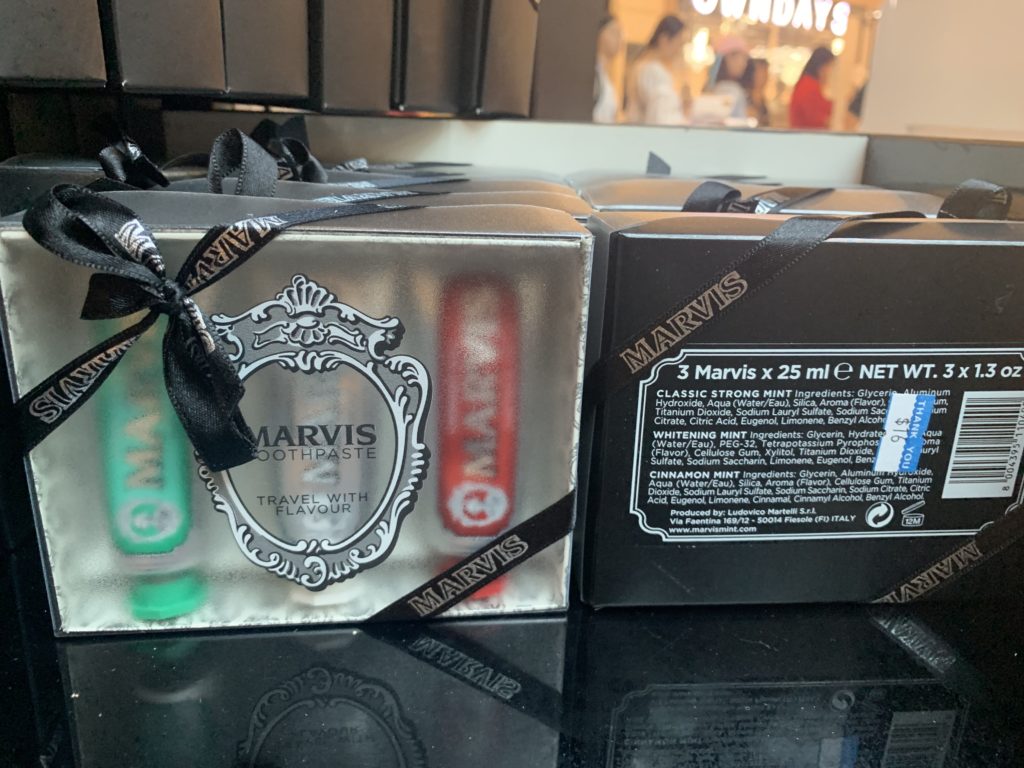 OWNDAYS
MARVIS
MARVIS
MARVIS
TOOTHPASTE
TRAVEL WITH
FLAVOUR
MARVIS
MARVIS
MARVIS
3 Marvis x 25 ml ℮ NET WT. 3 x 1.3 oz
CLASSIC STRONG MINT Ingredients: Glycerin, Aluminum
Hydroxide, Aqua (Water/Eau), Silica, Aroma (Flavor),
Titanium Dioxide, Sodium Lauryl Sulfate, Sodium
Citrate, Citric Acid, Eugenol, Limonene, Benzyl
WHITENING MINT Ingredients: Glycerin, Aqua
(Water/Eau), PEG-32, Tetrapotassium
(Flavor), Cellulose Gum, Xylitol, Titanium Dioxide,
Sulfate, Sodium Saccharin, Limonene, Eugenol,
CINNAMON MINT Ingredients: Glycerin, Aluminum Hydroxide,
Aqua (Water/Eau), Silica, Aroma (Flavor), Cellulose Gum, Titanium
Dioxide, Sodium Lauryl Sulfate, Sodium Saccharin, Sodium Citrate, Citric
Acid, Eugenol, Limonene, Cinnamal, Cinnamyl Alcohol, Benzyl Alcohol
Produced by: Ludovico Martelli S.r.l.
Via Faentina 169/12 - 50014 Fiesole (FI) ITALY
www.marvismint.com
12M
THANK YOU
$16
MARVIS